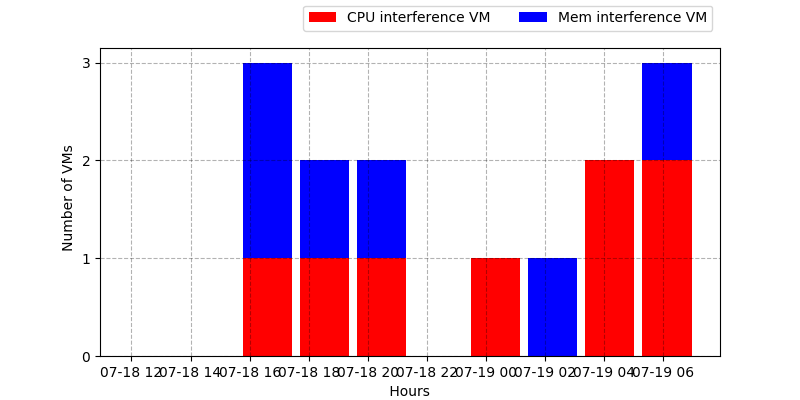 CPU interference VM Mem interference VM
3
2
1
0
Number of VMs
07-18 12 07-18 14 07-18 16 07-18 18 07-18 20 07-18 22 07-19 00 07-19 02 07-19 04 07-19 06
Hours